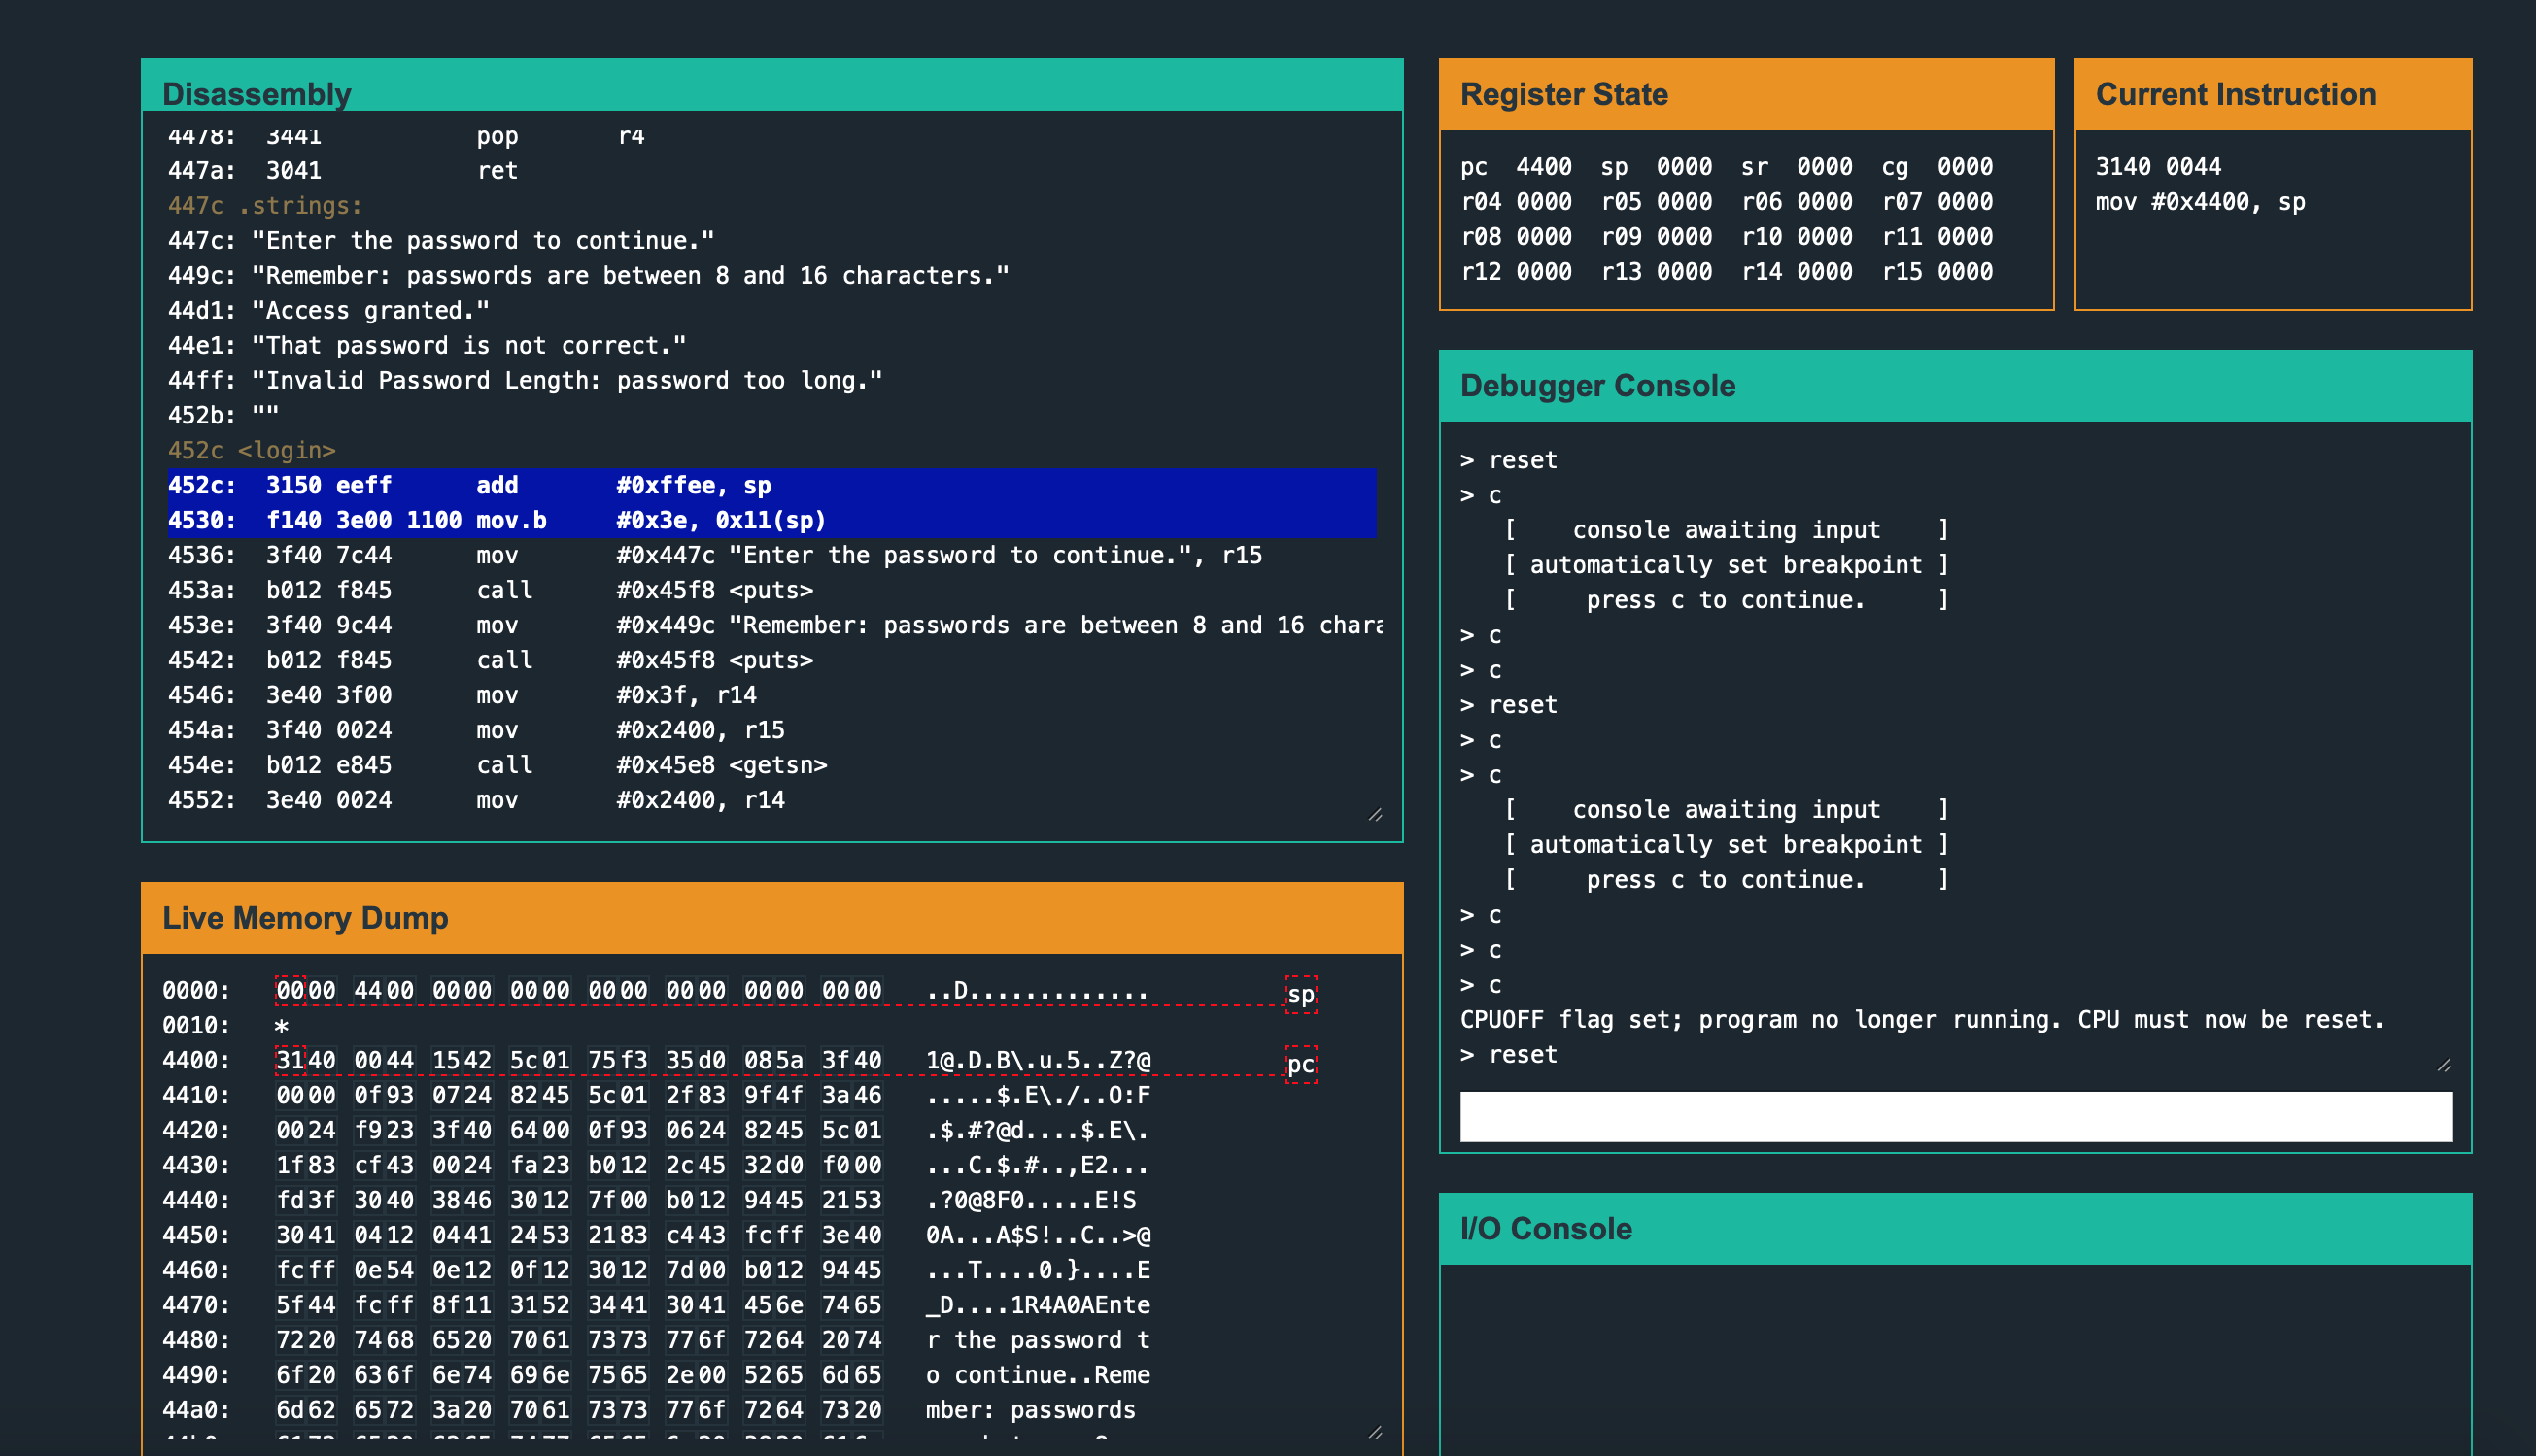 Disassembly
4478:  3441           pop     r4
447a:  3041           ret
447c .strings:
447c: "Enter the password to continue."
449c: "Remember: passwords are between 8 and 16 characters."
44d1: "Access granted."
44e1: "That password is not correct."
44ff: "Invalid Password Length: password too long."
452b: ""
452c <login>
452c:  3150 eeff      add     #0xffee, sp
4530:  f140 3e00 1100 mov.b   #0x3e, 0x11(sp)
4536:  3f40 7c44      mov     #0x447c "Enter the password to continue.", r15
453a:  b012 f845      call    #0x45f8 <puts>
453e:  3f40 9c44      mov     #0x449c "Remember: passwords are between 8 and 16 chara
4542:  b012 f845      call    #0x45f8 <puts>
4546:  3e40 3f00      mov     #0x3f, r14
454a:  3f40 0024      mov     #0x2400, r15
454e:  b012 e845      call    #0x45e8 <getsn>
4552:  3e40 0024      mov     #0x2400, r14
Live Memory Dump
0000:   0000 4400 0000 0000 0000 0000 0000 0000   ..D............. sp
0010:   *
4400:   3140 0044 1542 5c01 75f3 35d0 085a 3f40   1@.D.B\.u.5..Z?@ pc
4410:   0000 0f93 0724 8245 5c01 2f83 9f4f 3a46   .....$.E\./..O:F
4420:   0024 f923 3f40 6400 0f93 0624 8245 5c01   .$.#?@d....$.E\.
4430:   1f83 cf43 0024 fa23 b012 2c45 32d0 f000   ...C.$.#..,E2...
4440:   fd3f 3040 3846 3012 7f00 b012 9445 2153   .?0@8F0.....E!S
4450:   3041 0412 0441 2453 2183 c443 fcff 3e40   0A...A$S!..C..>@
4460:   fcff 0e54 0e12 0f12 3012 7d00 b012 9445   ...T....0.}....E
4470:   5f44 fcff 8f11 3152 3441 3041 456e 7465   _D....1R4A0AEnte
4480:   7220 7468 6520 7061 7373 776f 7264 2074   r the password t
4490:   6f20 636f 6e74 696e 7565 2e00 5265 6d65   o continue..Reme
44a0:   6d62 6572 3a20 7061 7373 776f 7264 7320   mber: passwords
Register State
pc  4400  sp  0000  sr  0000  cg  0000
r04 0000  r05 0000  r06 0000  r07 0000
r08 0000  r09 0000  r10 0000  r11 0000
r12 0000  r13 0000  r14 0000  r15 0000
Current Instruction
3140 0044
mov #0x4400, sp
Debugger Console
> reset
> c
[    console awaiting input    ]
[ automatically set breakpoint ]
[     press c to continue.     ]
> c
> c
> reset
> c
> c
[    console awaiting input    ]
[ automatically set breakpoint ]
[     press c to continue.     ]
> c
> c
> c
CPUOFF flag set; program no longer running. CPU must now be reset.
> reset
I/O Console